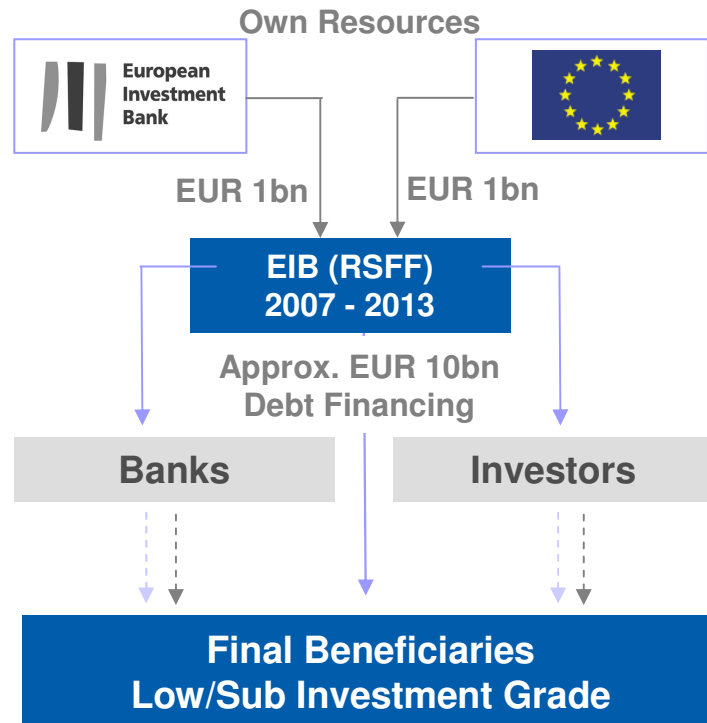 Own Resources
European
Investment
Bank
EUR 1bn
EUR 1bn
EIB (RSFF)
2007 - 2013
Approx. EUR 10bn
Debt Financing
Banks
Investors
Final Beneficiaries
Low/Sub Investment Grade